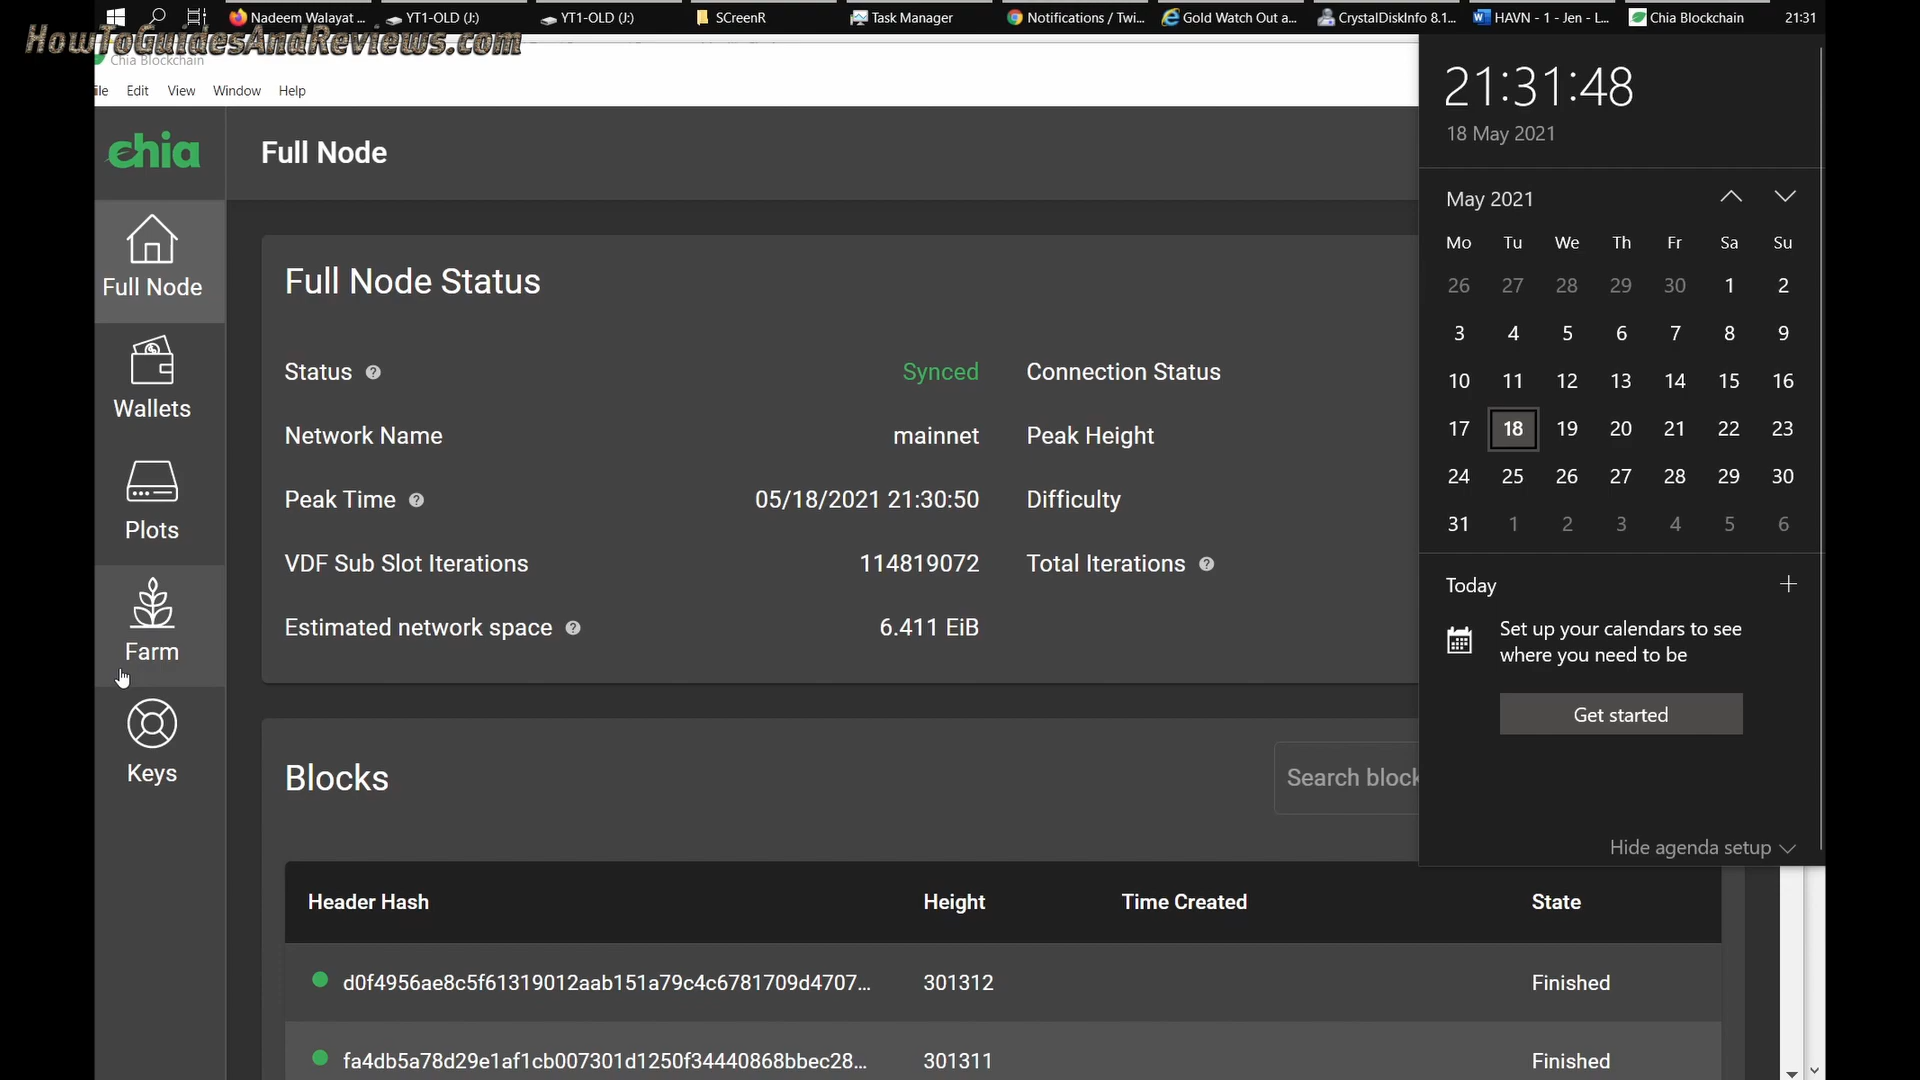 Nadeem Walayat ...
YT1-OLD (J:)
YT1-OLD (J:)
SCreenR
Task Manager
Notifications / Twi...
Gold Watch Out a...
CrystalDiskInfo 8.1...
HAVN - 1 - Jen - L...
Chia Blockchain
21:31
HowToGuidesAndReviews.com
Chia Blockchain
ile Edit View Window Help
chia
Full Node
Full Node
Wallets
Plots
Farm
Keys
Full Node Status
Status ? Synced
Connection Status
Network Name mainnet
Peak Height
Peak Time ? 05/18/2021 21:30:50
Difficulty
VDF Sub Slot Iterations 114819072
Total Iterations ?
Estimated network space ? 6.411 EiB
Blocks
Search block
Header Hash Height Time Created State
d0f4956ae8c5f61319012aab151a79c4c6781709d4707... 301312 Finished
fa4db5a78d29e1af1cb007301d1250f34440868bbec28... 301311 Finished
21:31:48
18 May 2021
May 2021
Mo Tu We Th Fr Sa Su
26 27 28 29 30 1 2
3 4 5 6 7 8 9
10 11 12 13 14 15 16
17 18 19 20 21 22 23
24 25 26 27 28 29 30
31 1 2 3 4 5 6
Today
Set up your calendars to see
where you need to be
Get started
Hide agenda setup